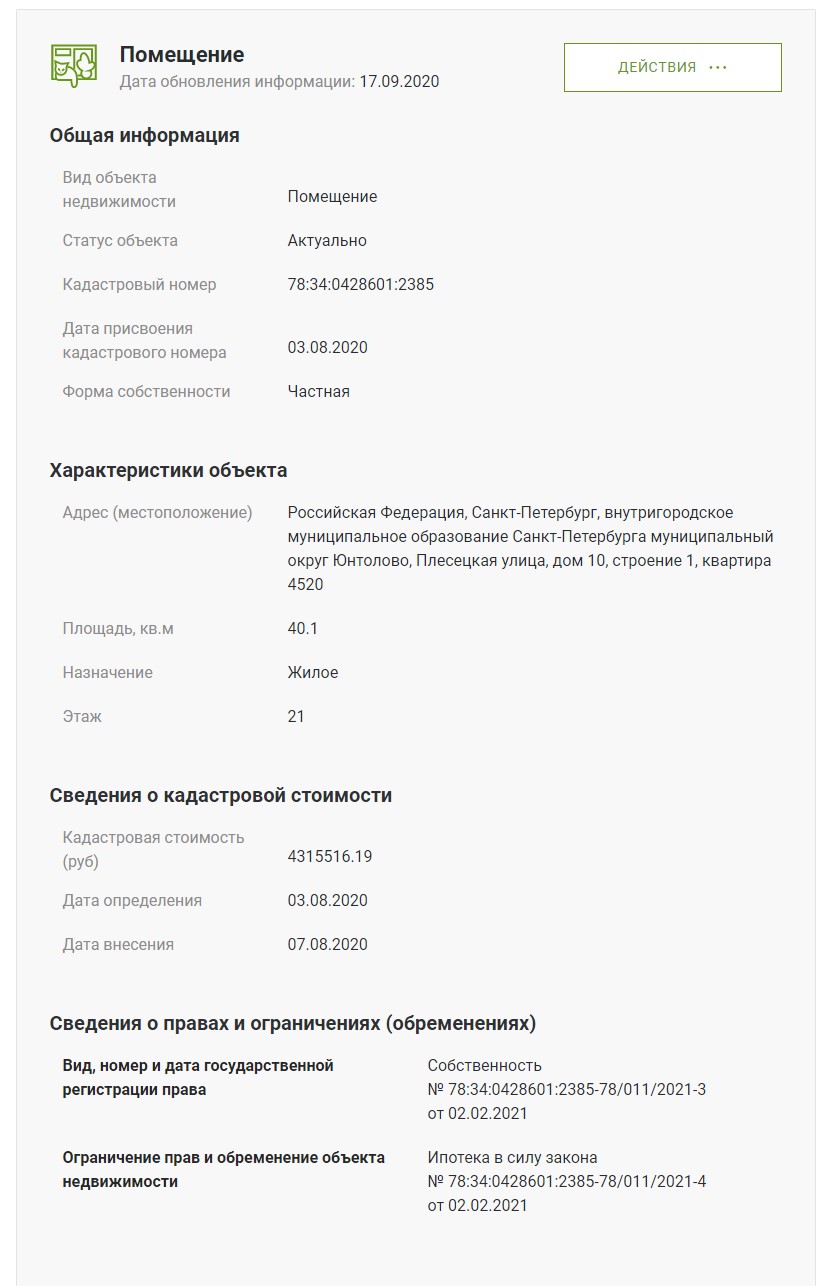 Помещение
Дата обновления информации: 17.09.2020
ДЕЙСТВИЯ ···
Общая информация
Вид объекта
недвижимости
Помещение
Статус объекта
Актуально
Кадастровый номер
78:34:0428601:2385
Дата присвоения
кадастрового номера
03.08.2020
Форма собственности
Частная
Характеристики объекта
Адрес (местоположение)
Российская Федерация, Санкт-Петербург, внутригородское
муниципальное образование Санкт-Петербурга муниципальный
округ Юнтолово, Плесецкая улица, дом 10, строение 1, квартира
4520
Площадь, кв.м
40.1
Назначение
Жилое
Этаж
21
Сведения о кадастровой стоимости
Кадастровая стоимость
(руб)
4315516.19
Дата определения
03.08.2020
Дата внесения
07.08.2020
Сведения о правах и ограничениях (обременениях)
Вид, номер и дата государственной
регистрации права
Собственность
№ 78:34:0428601:2385-78/011/2021-3
от 02.02.2021
Ограничение прав и обременение объекта
недвижимости
Ипотека в силу закона
№ 78:34:0428601:2385-78/011/2021-4
от 02.02.2021